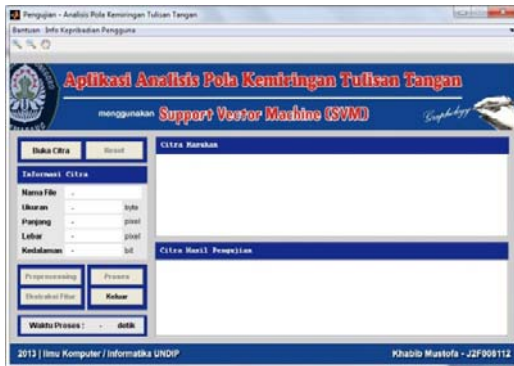 Pengujian - Analisis Pola Kemiringan Tulisan Tangan
Bantuan Info Kepribadian Pengguna
Aplikasi Analisis Pola Kemiringan Tulisan Tangan
menggunakan Support Vector Machine (SVM)
Graphology
Buka Citra Reset
Informasi Citra
Nama File -
Ukuran - byte
Panjang - pixel
Lebar - pixel
Kedalaman - bit
Preprocessing Proses
Ekstraksi Fitur Keluar
Waktu Proses : - detik
Citra Masukan
Citra Hasil Pengujian
2013 | Ilmu Komputer / Informatika UNDIP Khabib Mustofa - J2F008112